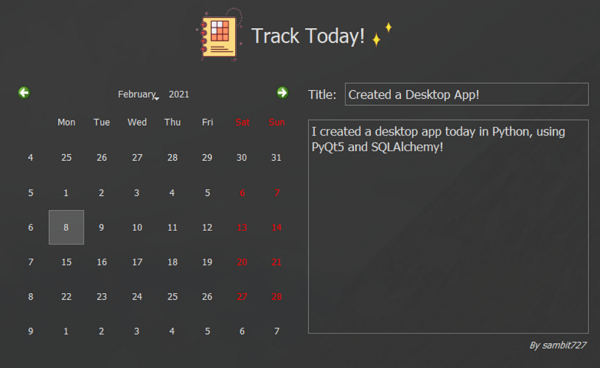 Track Today!
February, 2021
Mon Tue Wed Thu Fri Sat Sun
4 25 26 27 28 29 30 31
5 1 2 3 4 5 6 7
6 8 9 10 11 12 13 14
7 15 16 17 18 19 20 21
8 22 23 24 25 26 27 28
9 1 2 3 4 5 6 7
Title: Created a Desktop App!
I created a desktop app today in Python, using
PyQt5 and SQLAlchemy!
By sambit727